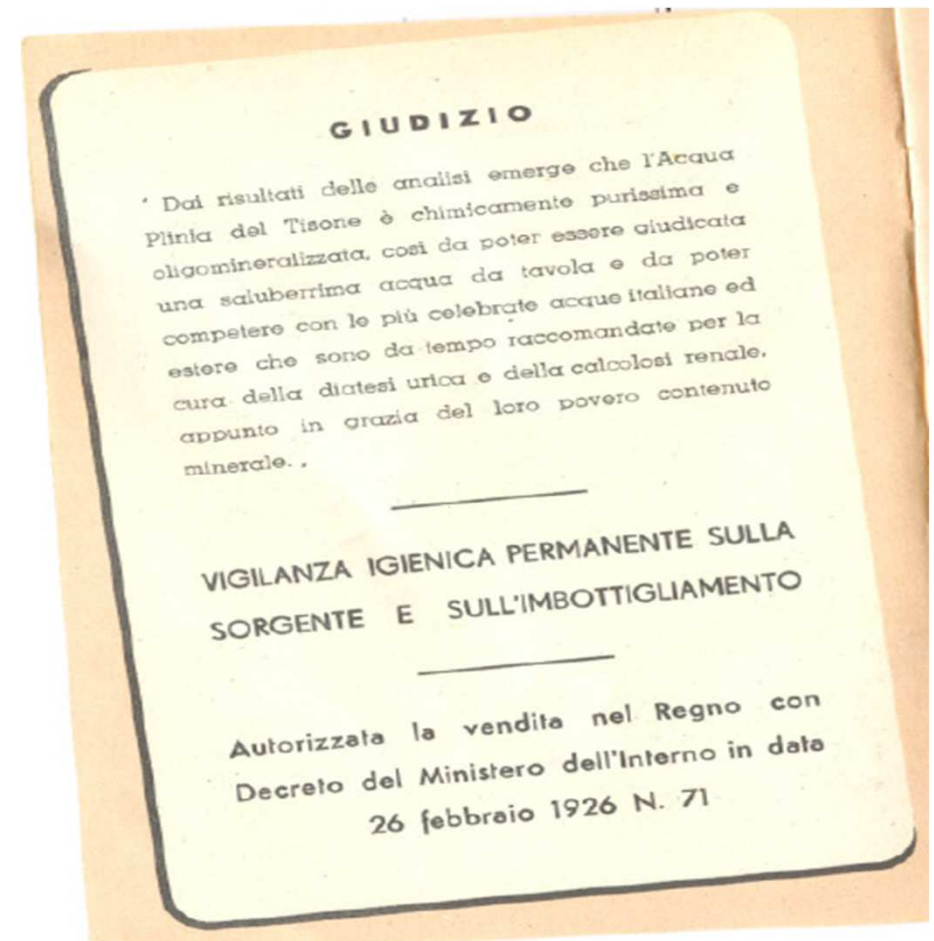 GIUDIZIO
" Dai risultati delle analisi emerge che l'Acqua
Plinia del Tisone è chimicamente purissima e
oligomineralizzata, così da poter essere giudicata
una saluberrima acqua da tavola e da poter
competere con le più celebrate acque italiane ed
estere che sono da tempo raccomandate per la
cura della diatesi urica e della calcolosi renale,
appunto in grazia del loro povero contenuto
minerale. „
VIGILANZA IGIENICA PERMANENTE SULLA
SORGENTE E SULL'IMBOTTIGLIAMENTO
Autorizzata la vendita nel Regno con
Decreto del Ministero dell'Interno in data
26 febbraio 1926 N. 71